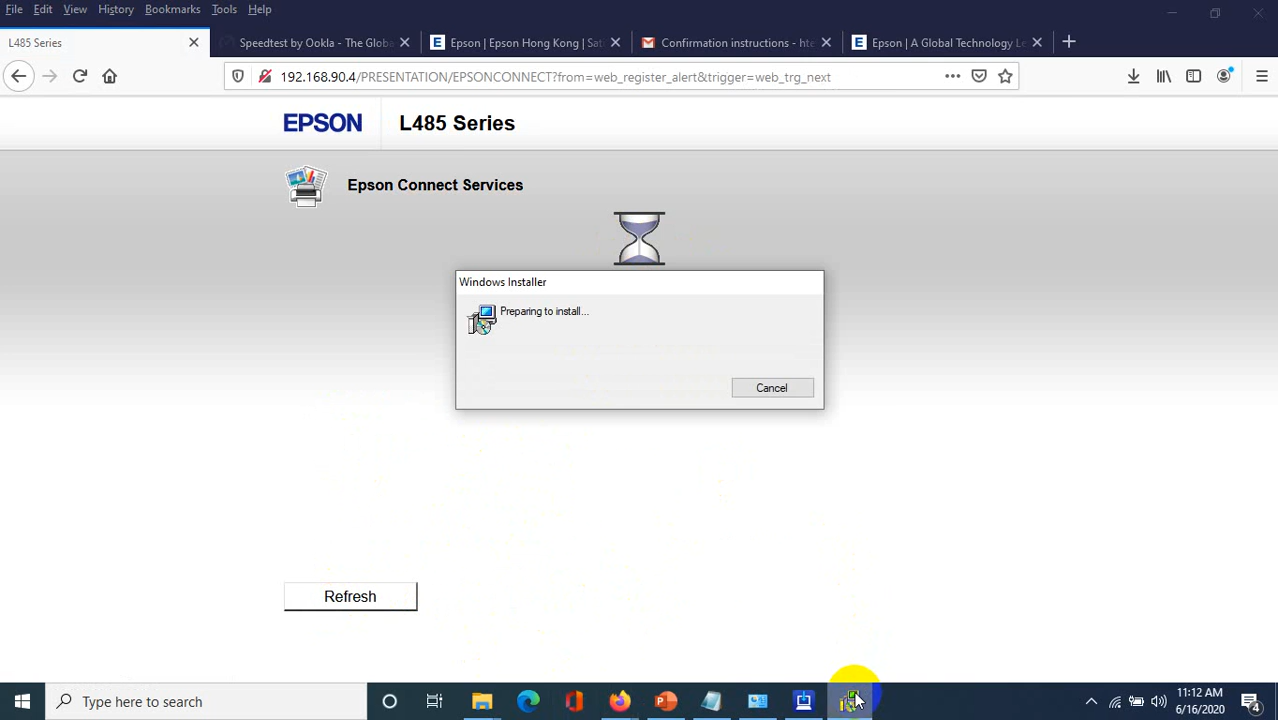 File Edit View History Bookmarks Tools Help
L485 Series
Speedtest by Ookla - The Globa
Epson | Epson Hong Kong | Sat
Confirmation instructions - hte
Epson | A Global Technology Le
192.168.90.4/PRESENTATION/EPSONCONNECT?from=web_register_alert&trigger=web_trg_next
EPSON
L485 Series
Epson Connect Services
Windows Installer
Preparing to install...
Cancel
Refresh
Type here to search
11:12 AM
6/16/2020
4